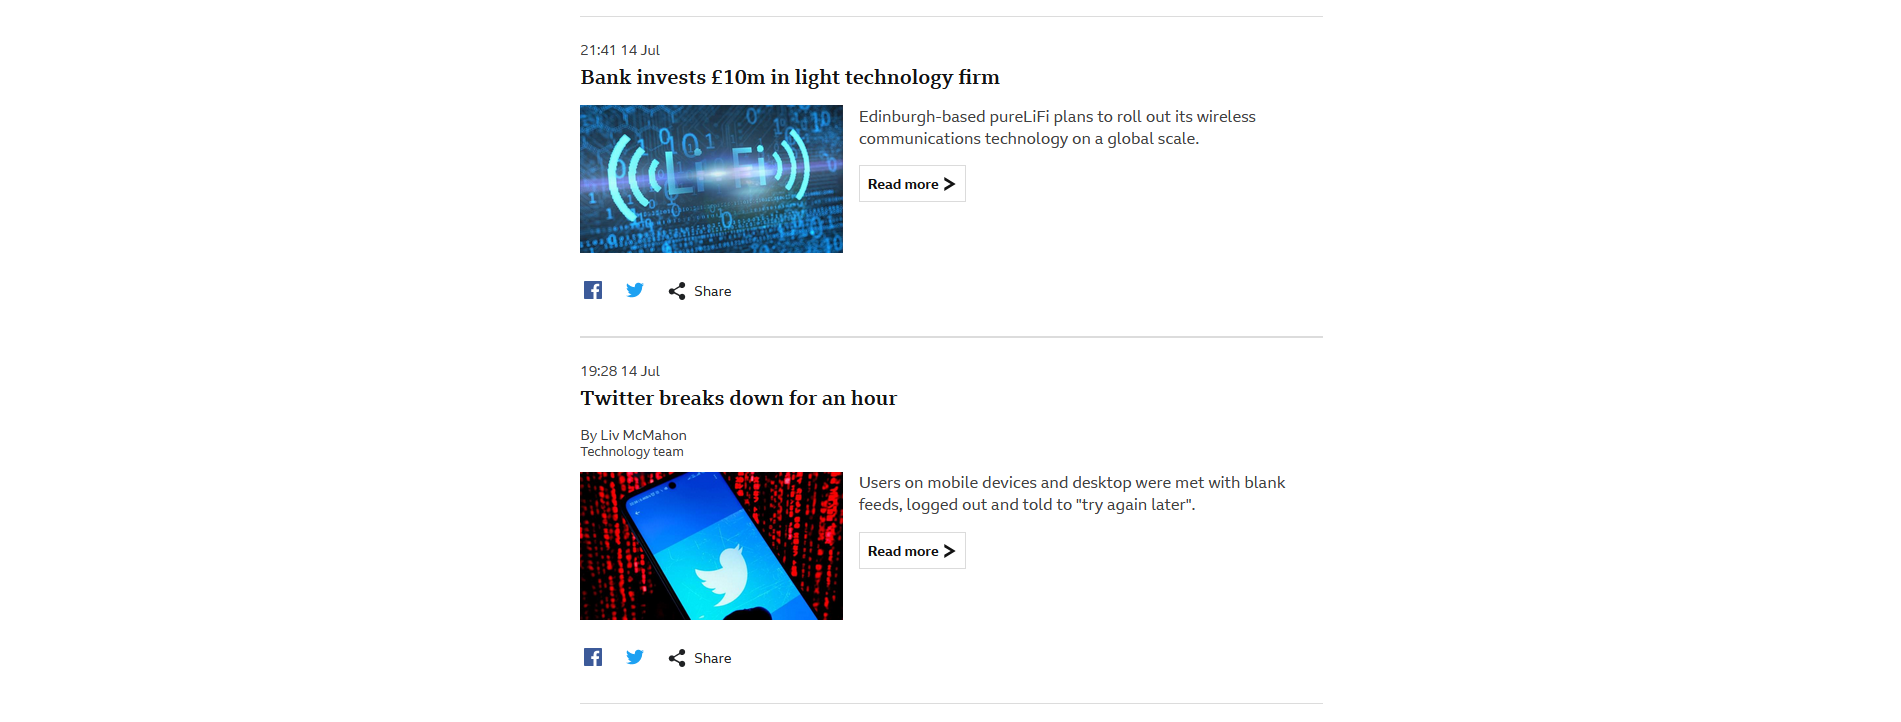 21:41 14 Jul
Bank invests £10m in light technology firm
Edinburgh-based pureLiFi plans to roll out its wireless
communications technology on a global scale.
Li Fi
Read more
Share
19:28 14 Jul
Twitter breaks down for an hour
By Liv McMahon
Technology team
Users on mobile devices and desktop were met with blank
feeds, logged out and told to "try again later".
Read more
Share